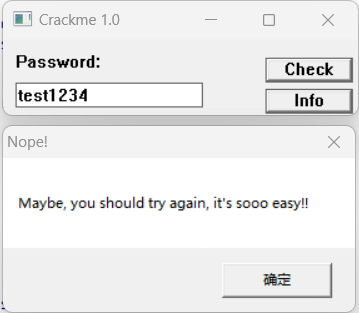 Crackme 1.0
Password:
Check
test1234
Info
Nope!
Maybe, you should try again, it's sooo easy!!
确定